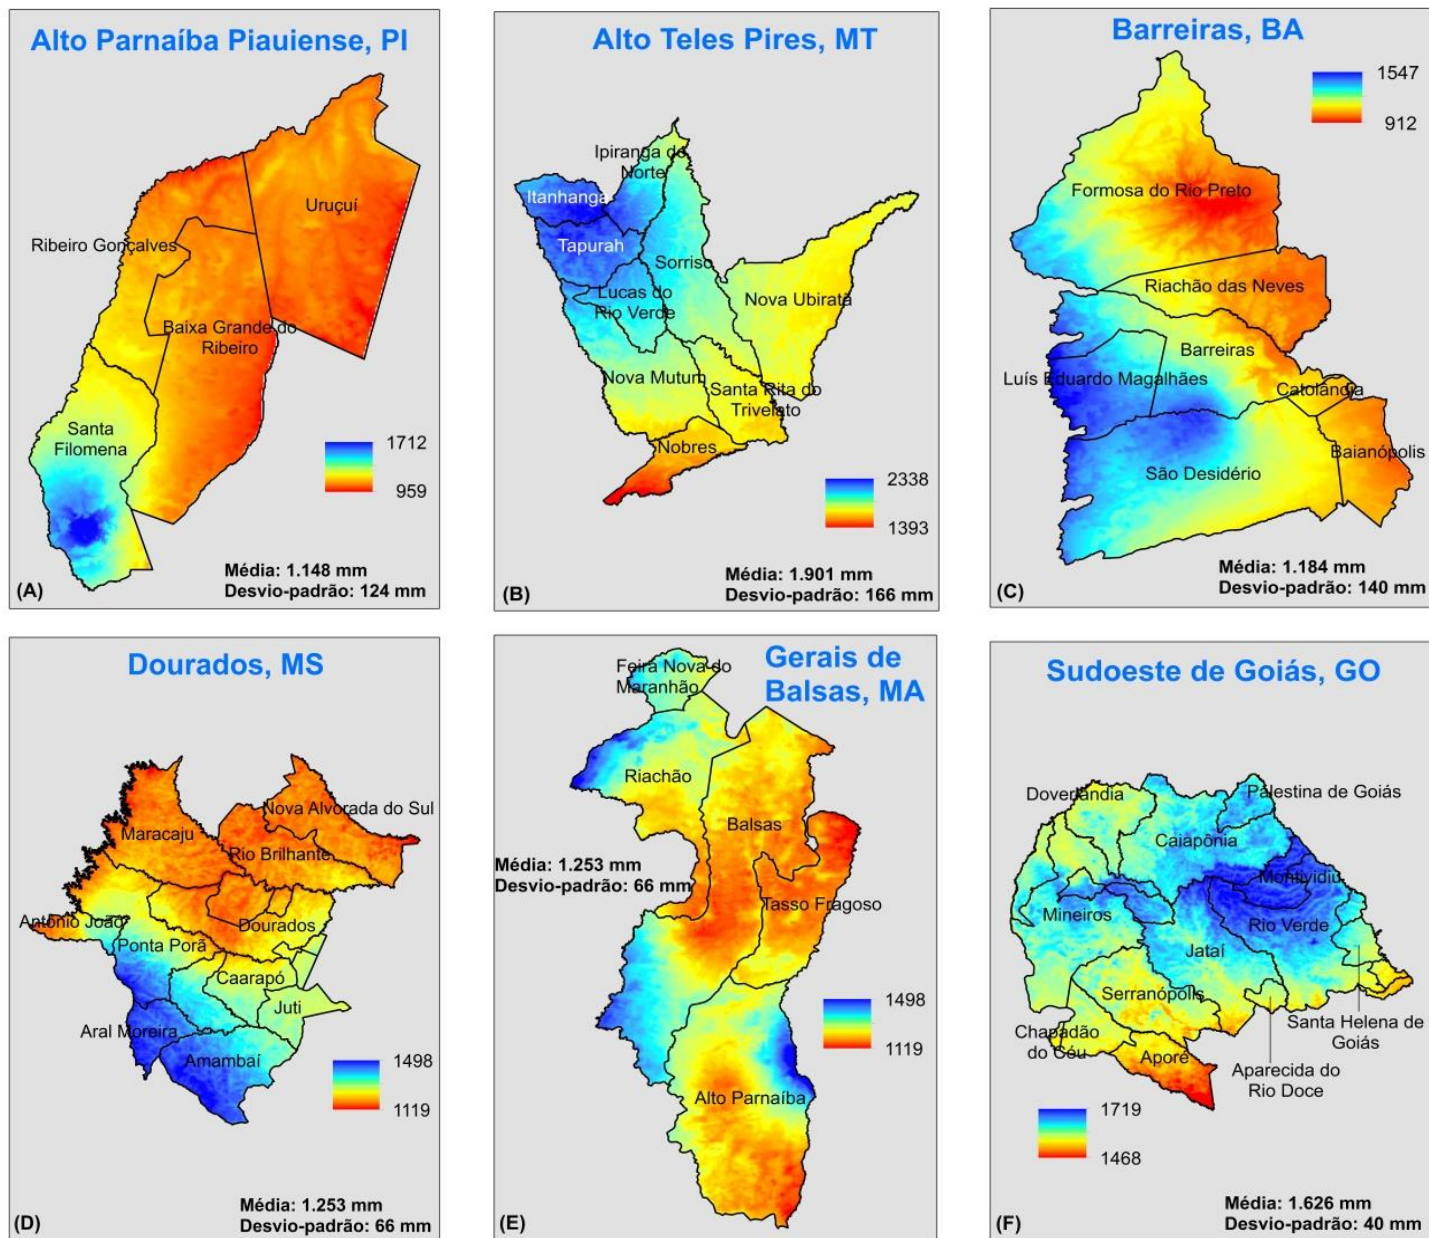 Alto Parnaíba Piauiense, PI
Uruçuí
Ribeiro Gonçalves
Baixa Grande do
Ribeiro
Santa
Filomena
1712
959
Média: 1.148 mm
Desvio-padrão: 124 mm
(A)
Alto Teles Pires, MT
Ipiranga do
Norte
Itanhangá
Tapurah
Sorriso
Lucas do
Rio Verde
Nova Ubiratã
Nova Mutum
Santa Rita do
Trivelato
Nobres
2338
1393
Média: 1.901 mm
Desvio-padrão: 166 mm
(B)
Barreiras, BA
1547
912
Formosa do Rio Preto
Riachão das Neves
Barreiras
Luís Eduardo Magalhães
Catolândia
Baianópolis
São Desidério
Média: 1.184 mm
Desvio-padrão: 140 mm
(C)
Dourados, MS
Nova Alvorada do Sul
Maracaju
Rio Brilhante
Antônio João
Dourados
Ponta Porã
Caarapó
Juti
Aral Moreira
Amambaí
1498
1119
Média: 1.253 mm
Desvio-padrão: 66 mm
(D)
Gerais de
Balsas, MA
Feira Nova do
Maranhão
Riachão
Balsas
Média: 1.253 mm
Desvio-padrão: 66 mm
Tasso Fragoso
1498
1119
Alto Parnaíba
(E)
Sudoeste de Goiás, GO
Doverlândia
Palestina de Goiás
Caiapônia
Montividiu
Mineiros
Rio Verde
Jataí
Serranópolis
Chapadão
do Céu
Aporé
Santa Helena de
Goiás
Aparecida do
Rio Doce
1719
1468
Média: 1.626 mm
Desvio-padrão: 40 mm
(F)